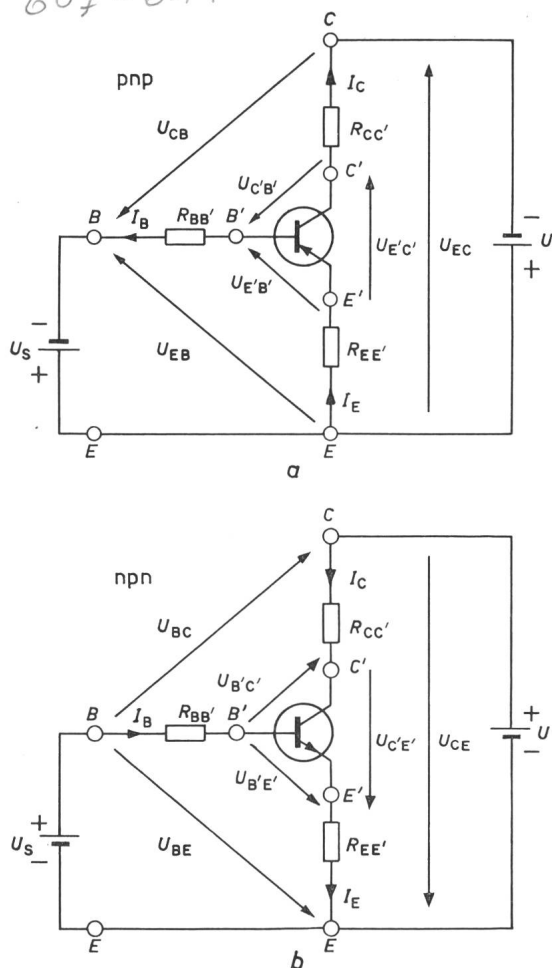 C
pnp
I_C
U_CB
R_CC'
U_C'B'
C'
B
I_B
R_BB'
B'
U_E'C'
U_EC
−
U
+
U_E'B'
E'
−
U_S
+
U_EB
R_EE'
I_E
E
E
a
C
npn
I_C
U_BC
R_CC'
U_B'C'
C'
B
I_B
R_BB'
B'
U_C'E'
U_CE
+
U
−
U_B'E'
E'
+
U_S
−
U_BE
R_EE'
I_E
E
E
b